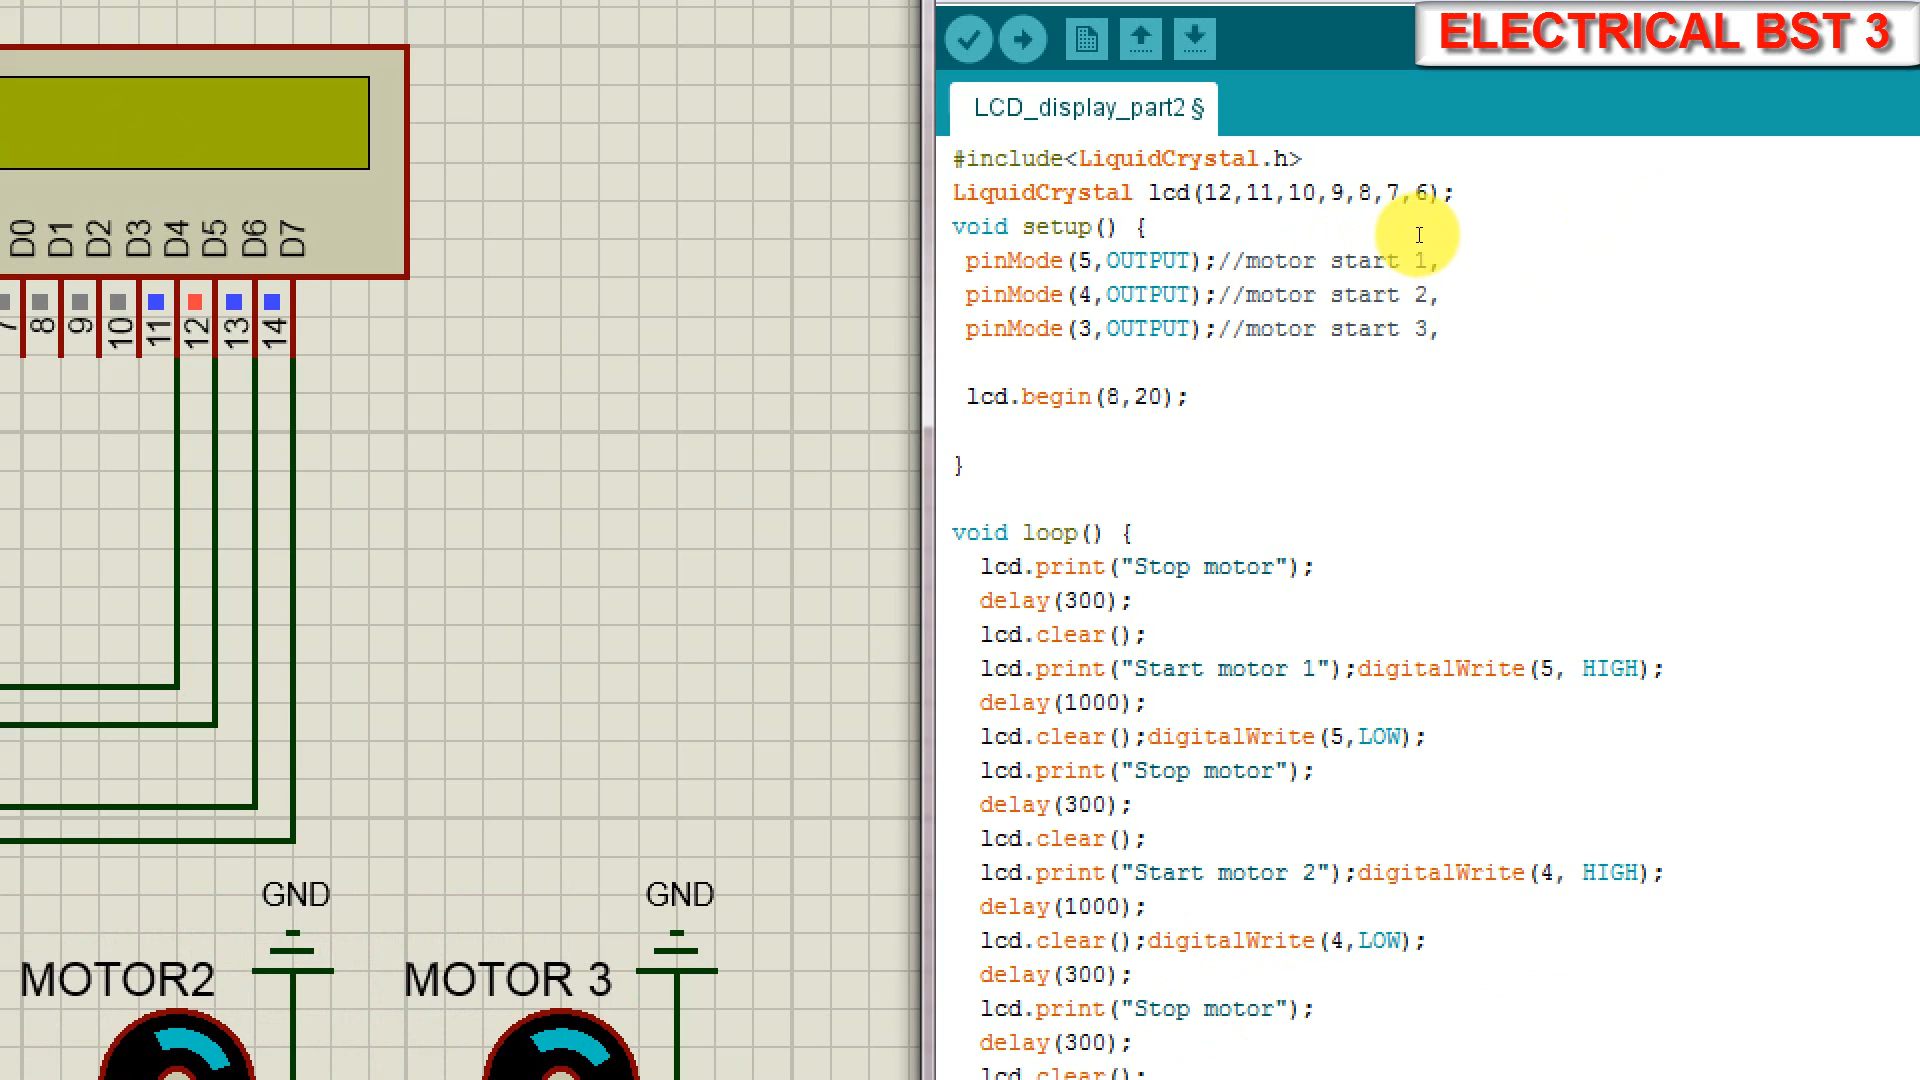 ELECTRICAL BST 3
LCD_display_part2 §
#include<LiquidCrystal.h>
LiquidCrystal lcd(12,11,10,9,8,7,6);
void setup() {
pinMode(5,OUTPUT);//motor start 1,
pinMode(4,OUTPUT);//motor start 2,
pinMode(3,OUTPUT);//motor start 3,
lcd.begin(8,20);
}
void loop() {
lcd.print("Stop motor");
delay(300);
lcd.clear();
lcd.print("Start motor 1");digitalWrite(5, HIGH);
delay(1000);
lcd.clear();digitalWrite(5,LOW);
lcd.print("Stop motor");
delay(300);
lcd.clear();
lcd.print("Start motor 2");digitalWrite(4, HIGH);
delay(1000);
lcd.clear();digitalWrite(4,LOW);
delay(300);
lcd.print("Stop motor");
delay(300);
lcd.clear();
D0 D1 D2 D3 D4 D5 D6 D7
7 8 9 10 11 12 13 14
GND GND
MOTOR2 MOTOR 3